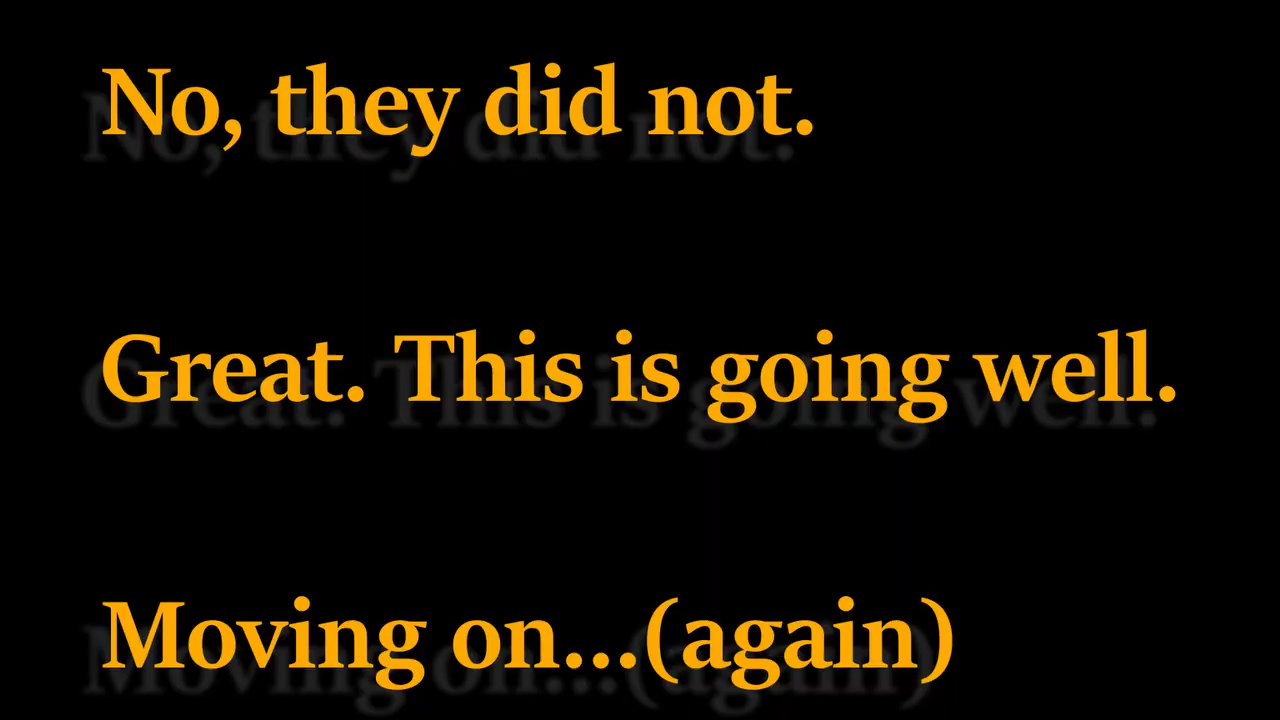 No, they did not.
Great. This is going well.
Moving on...(again)